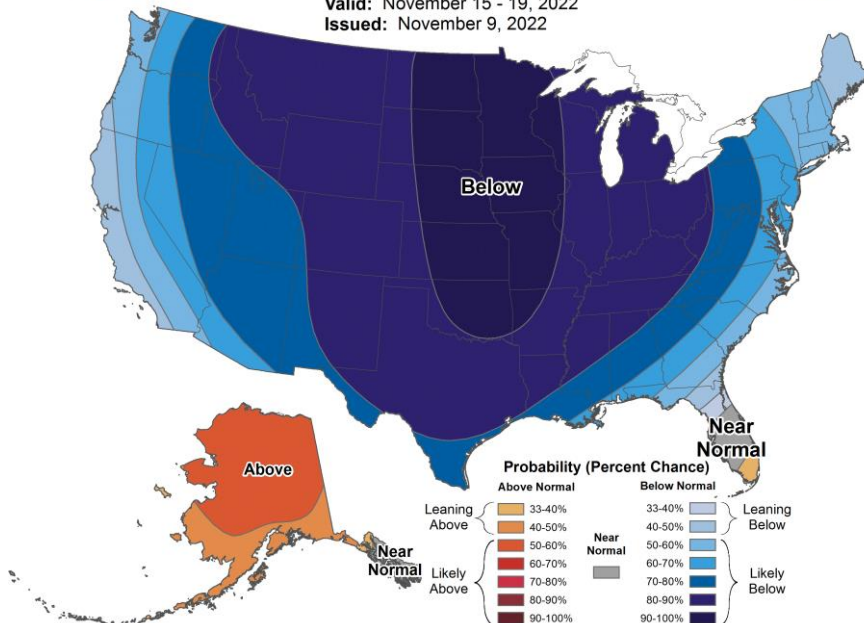 Valid: November 15 - 19, 2022
Issued: November 9, 2022
Below
Near
Normal
Above
Near
Normal
Probability (Percent Chance)
Above Normal
Below Normal
Leaning
Above
33-40%
40-50%
Likely
Above
50-60%
60-70%
70-80%
80-90%
90-100%
Near
Normal
33-40%
40-50%
Leaning
Below
50-60%
60-70%
70-80%
80-90%
90-100%
Likely
Below